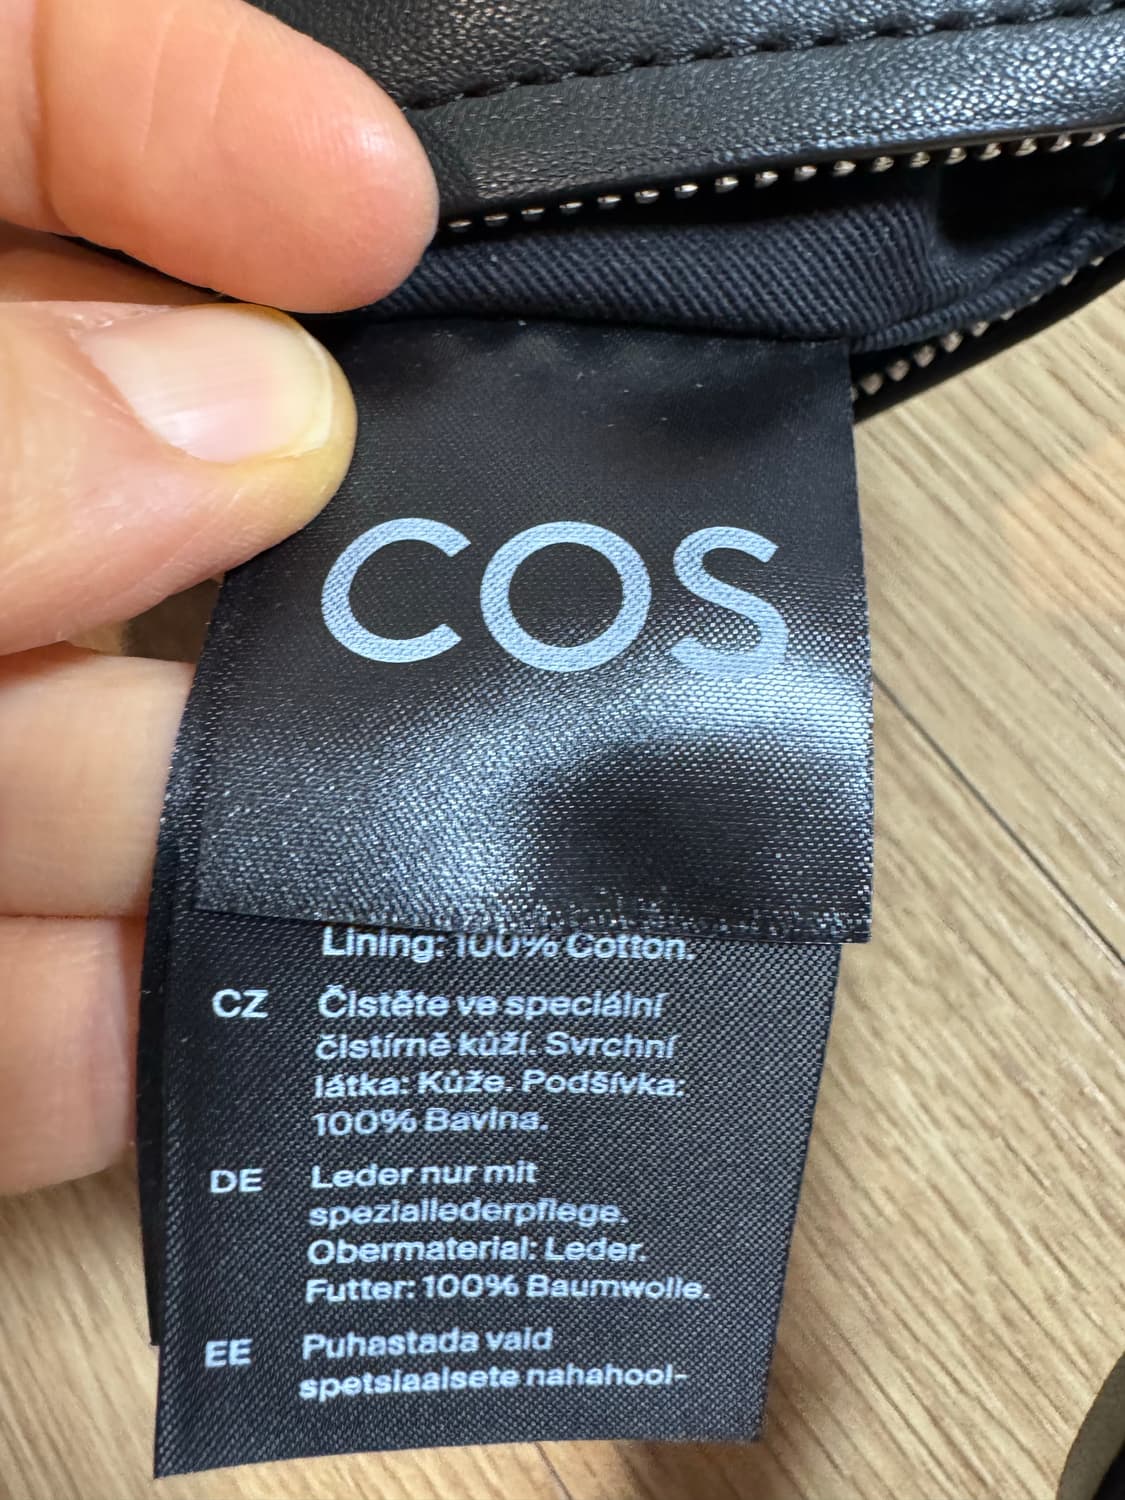 COS
Lining: 100% Cotton.
CZ Čistěte ve speciální
čistírně kůží. Svrchní
látka: Kůže. Podšívka:
100% Bavlna.
DE Leder nur mit
speziallederpflege.
Obermaterial: Leder.
Futter: 100% Baumwolle.
EE Puhastada vaid
spetsiaalsete nahahool-